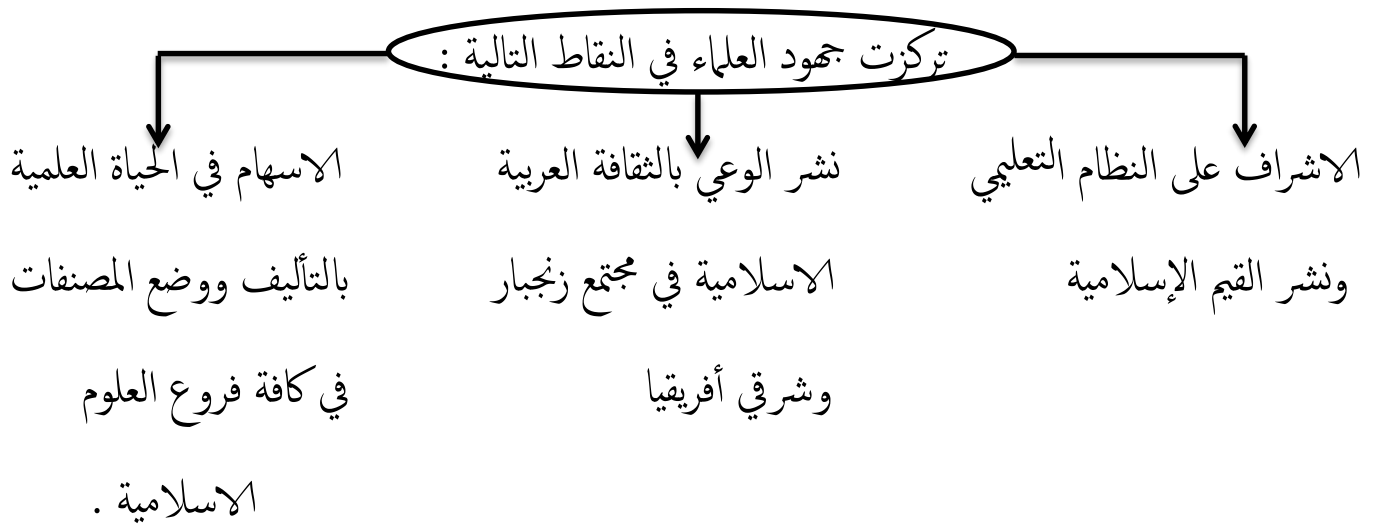 تركزت جهود العلماء في النقاط التالية :
الاشراف على النظام التعليمي
ونشر القيم الإسلامية
نشر الوعي بالثقافة العربية
الاسلامية في مجتمع زنجبار
وشرقي أفريقيا
الاسهام في الحياة العلمية
بالتأليف ووضع المصنفات
في كافة فروع العلوم
الاسلامية .